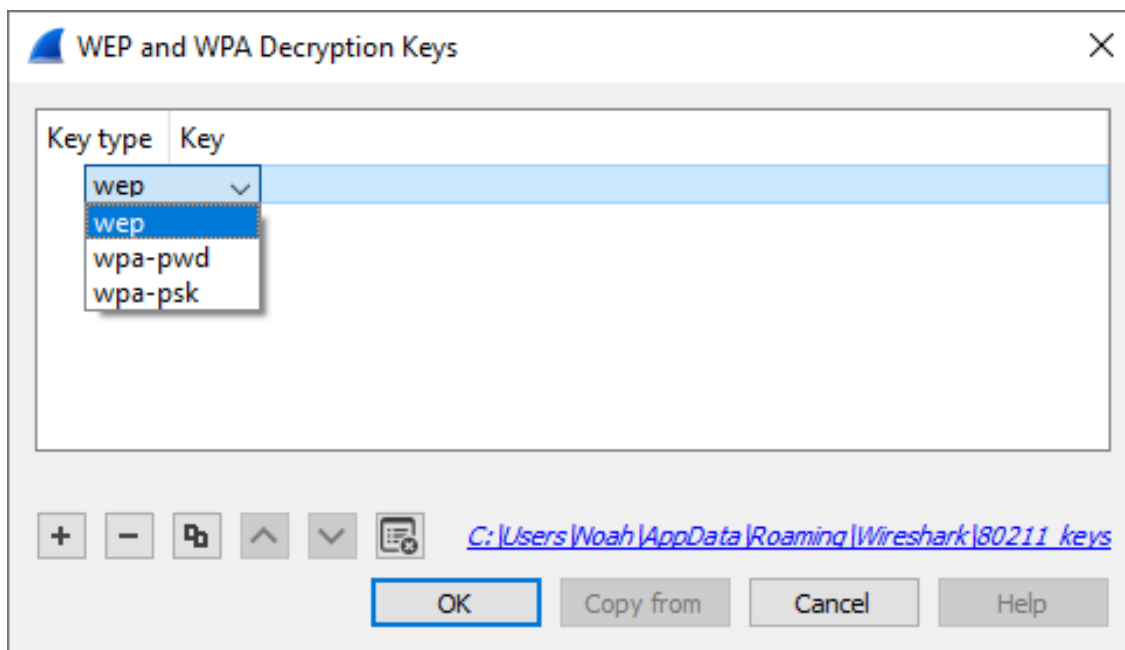 WEP and WPA Decryption Keys
Key type Key
wep
wep
wpa-pwd
wpa-psk
C:\Users\Noah\AppData\Roaming\Wireshark\80211_keys
OK Copy from Cancel Help